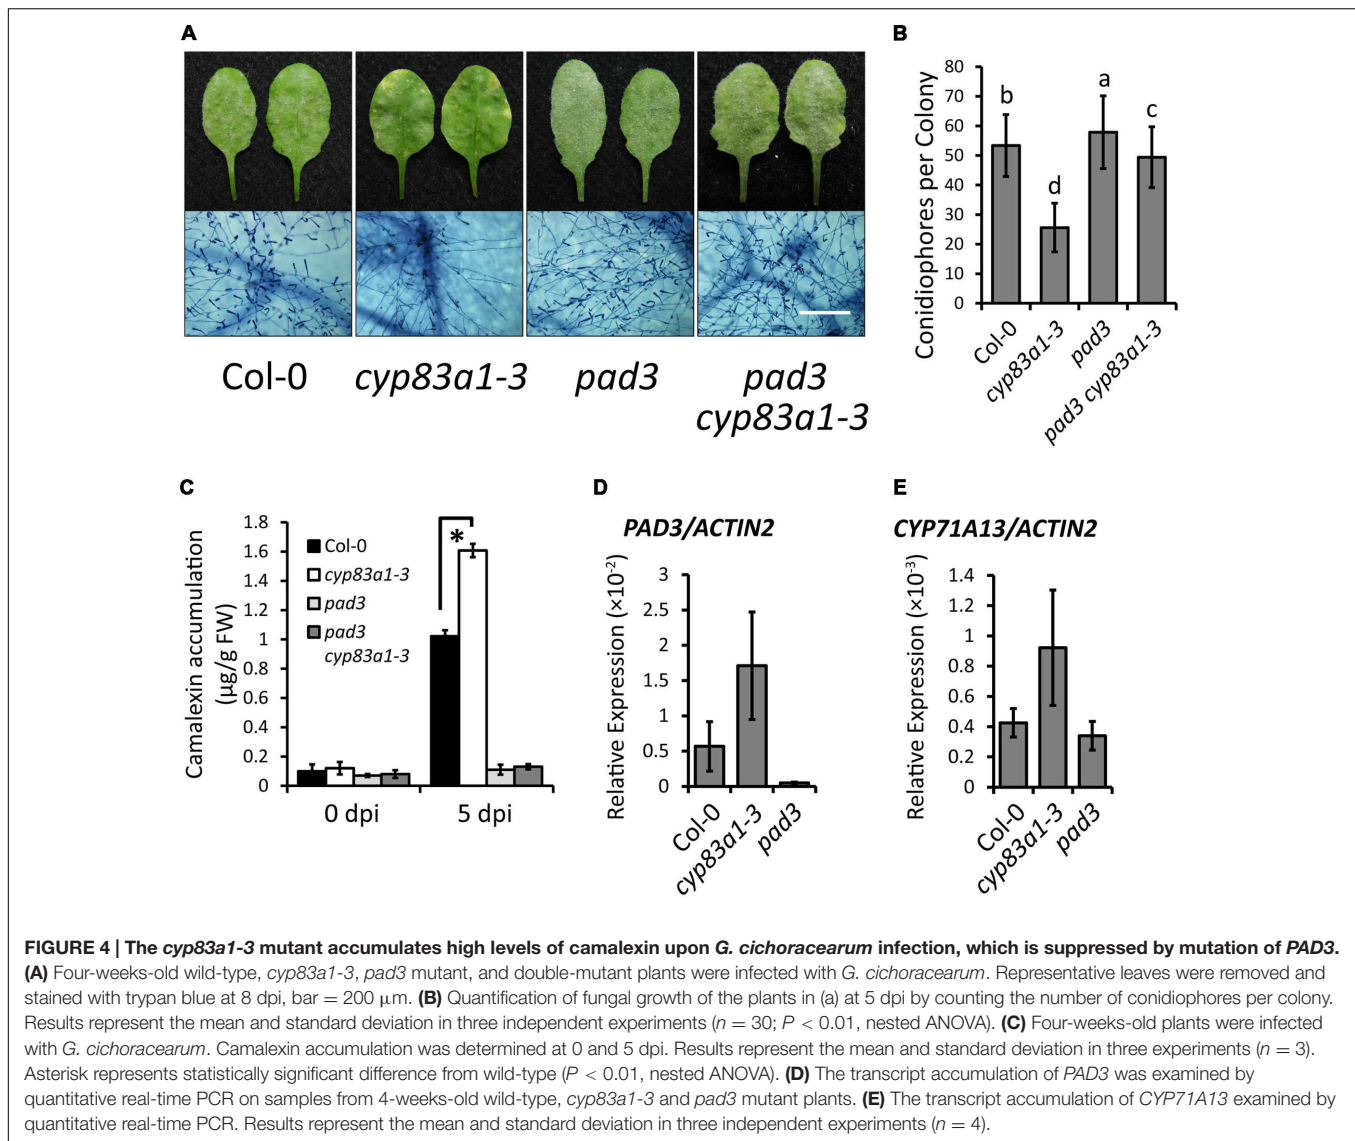 A
Col-0
cyp83a1-3
pad3
pad3
cyp83a1-3
B
Conidiophores per Colony
80
70
60
50
40
30
20
10
0
b
d
a
c
Col-0
cyp83a1-3
pad3
pad3 cyp83a1-3
C
Camalexin accumulation
(µg/g FW)
1.8
1.6
1.4
1.2
1
0.8
0.6
0.4
0.2
0
Col-0
cyp83a1-3
pad3
pad3
cyp83a1-3
*
0 dpi
5 dpi
D
PAD3/ACTIN2
Relative Expression (×10⁻²)
3
2.5
2
1.5
1
0.5
0
Col-0
cyp83a1-3
pad3
E
CYP71A13/ACTIN2
Relative Expression (×10⁻³)
1.4
1.2
1
0.8
0.6
0.4
0.2
0
Col-0
cyp83a1-3
pad3
FIGURE 4 | The cyp83a1-3 mutant accumulates high levels of camalexin upon G. cichoracearum infection, which is suppressed by mutation of PAD3.
(A) Four-weeks-old wild-type, cyp83a1-3, pad3 mutant, and double-mutant plants were infected with G. cichoracearum. Representative leaves were removed and
stained with trypan blue at 8 dpi, bar = 200 µm. (B) Quantification of fungal growth of the plants in (a) at 5 dpi by counting the number of conidiophores per colony.
Results represent the mean and standard deviation in three independent experiments (n = 30; P < 0.01, nested ANOVA). (C) Four-weeks-old plants were infected
with G. cichoracearum. Camalexin accumulation was determined at 0 and 5 dpi. Results represent the mean and standard deviation in three experiments (n = 3).
Asterisk represents statistically significant difference from wild-type (P < 0.01, nested ANOVA). (D) The transcript accumulation of PAD3 was examined by
quantitative real-time PCR on samples from 4-weeks-old wild-type, cyp83a1-3 and pad3 mutant plants. (E) The transcript accumulation of CYP71A13 examined by
quantitative real-time PCR. Results represent the mean and standard deviation in three independent experiments (n = 4).